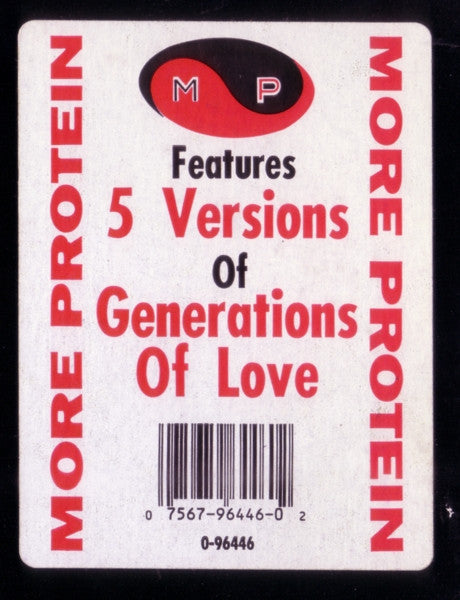 MORE PROTEIN
M P
Features
5 Versions
Of
Generations
Of Love
0 7567-96446-0 2
0-96446
MORE PROTEIN